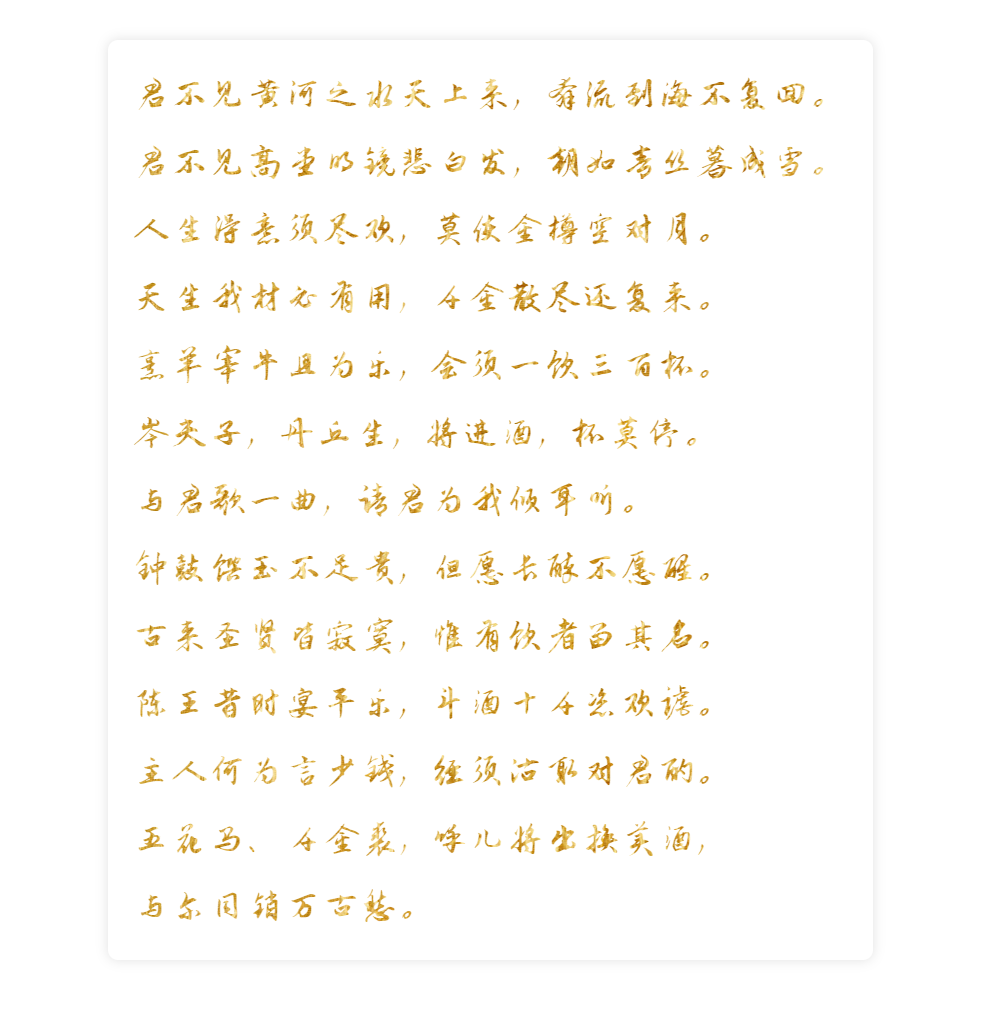 君不见黄河之水天上来，奔流到海不复回。
君不见高堂明镜悲白发，朝如青丝暮成雪。
人生得意须尽欢，莫使金樽空对月。
天生我材必有用，千金散尽还复来。
烹羊宰牛且为乐，会须一饮三百杯。
岑夫子，丹丘生，将进酒，杯莫停。
与君歌一曲，请君为我倾耳听。
钟鼓馔玉不足贵，但愿长醉不愿醒。
古来圣贤皆寂寞，惟有饮者留其名。
陈王昔时宴平乐，斗酒十千恣欢谑。
主人何为言少钱，径须沽取对君酌。
五花马、千金裘，呼儿将出换美酒，
与尔同销万古愁。